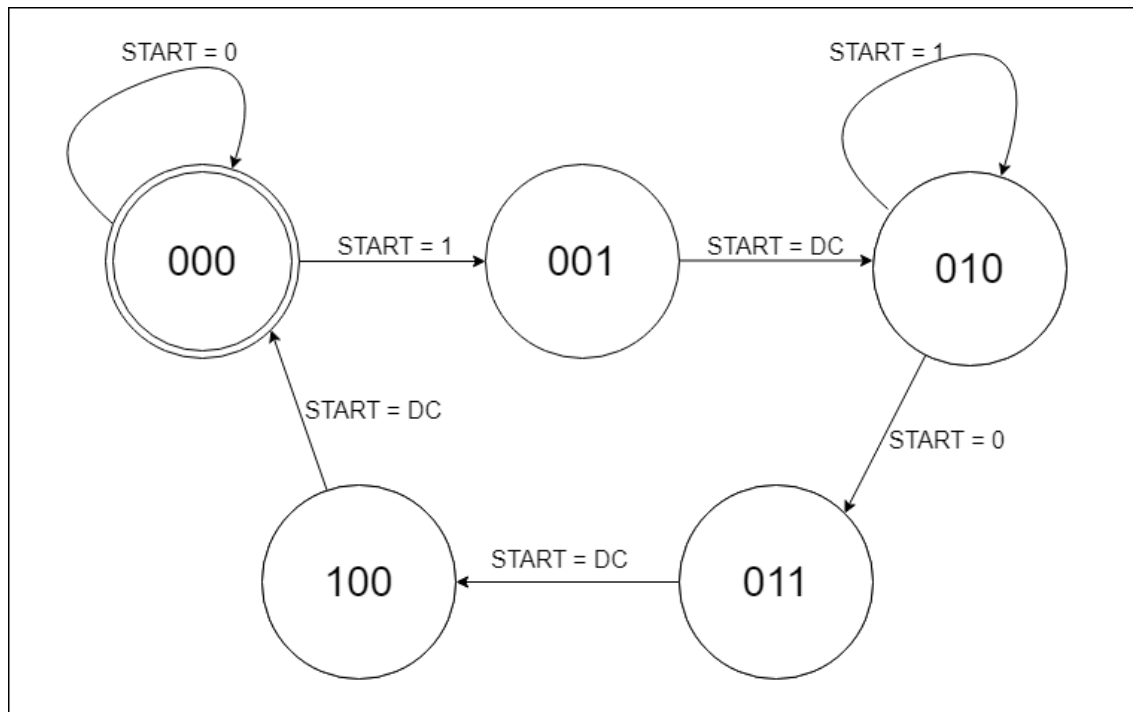 START = 0
START = 1
000
START = 1
001
START = DC
010
START = DC
START = 0
100
START = DC
011